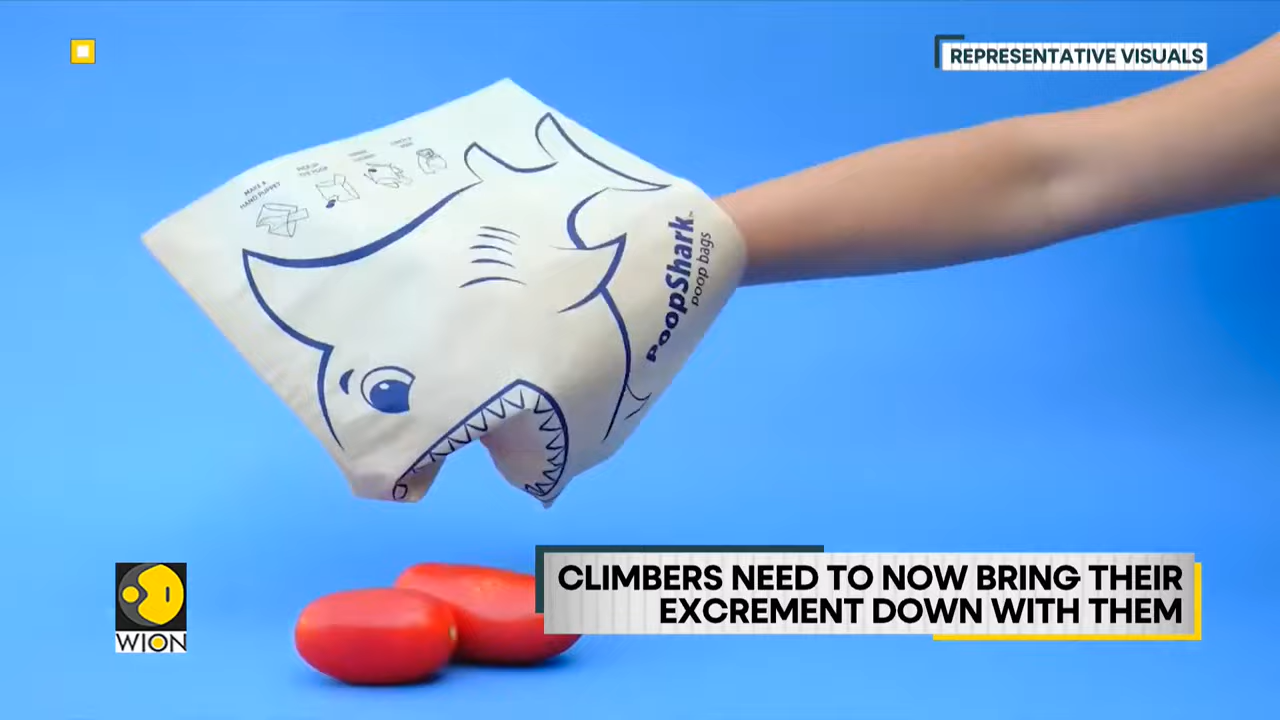 REPRESENTATIVE VISUALS
MAKE A
HAND PUPPET
PICK UP
THE POOP
PoopShark™
poop bags
CLIMBERS NEED TO NOW BRING THEIR
EXCREMENT DOWN WITH THEM
WION